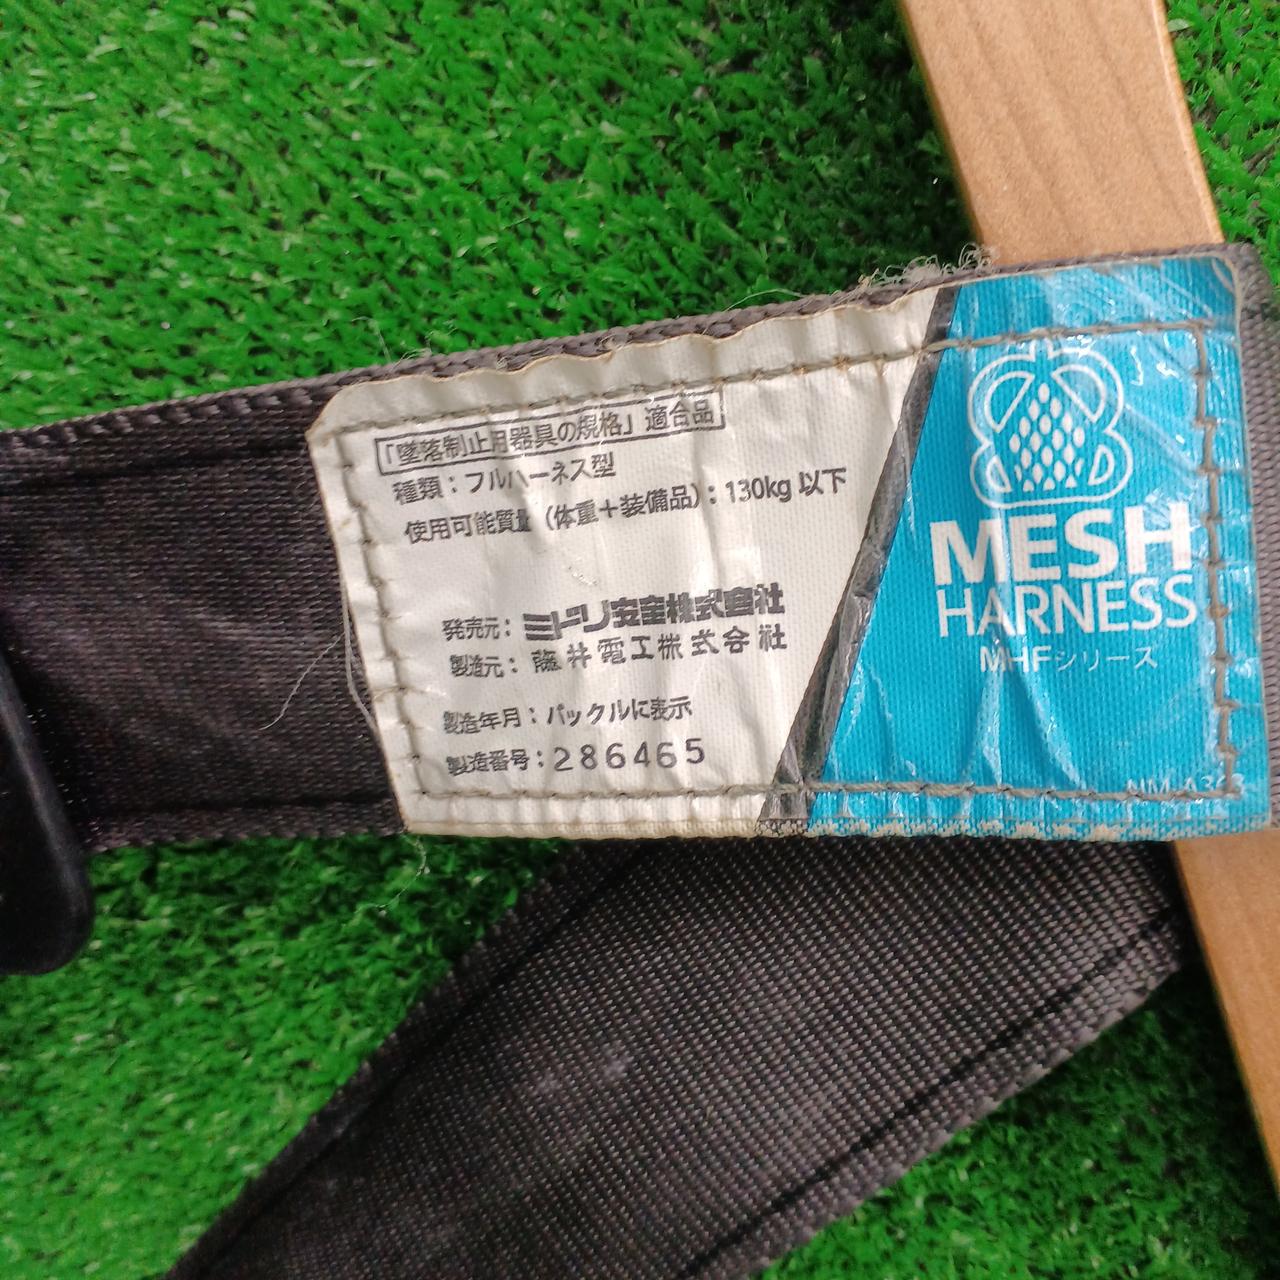 「墜落制止用器具の規格」適合品
種類：フルハーネス型
使用可能質量（体重＋装備品）：130kg 以下
発売元：ミドリ安全株式会社
製造元：藤井電工株式会社
製造年月：バックルに表示
製造番号：286465
MESH
HARNESS
MHFシリーズ